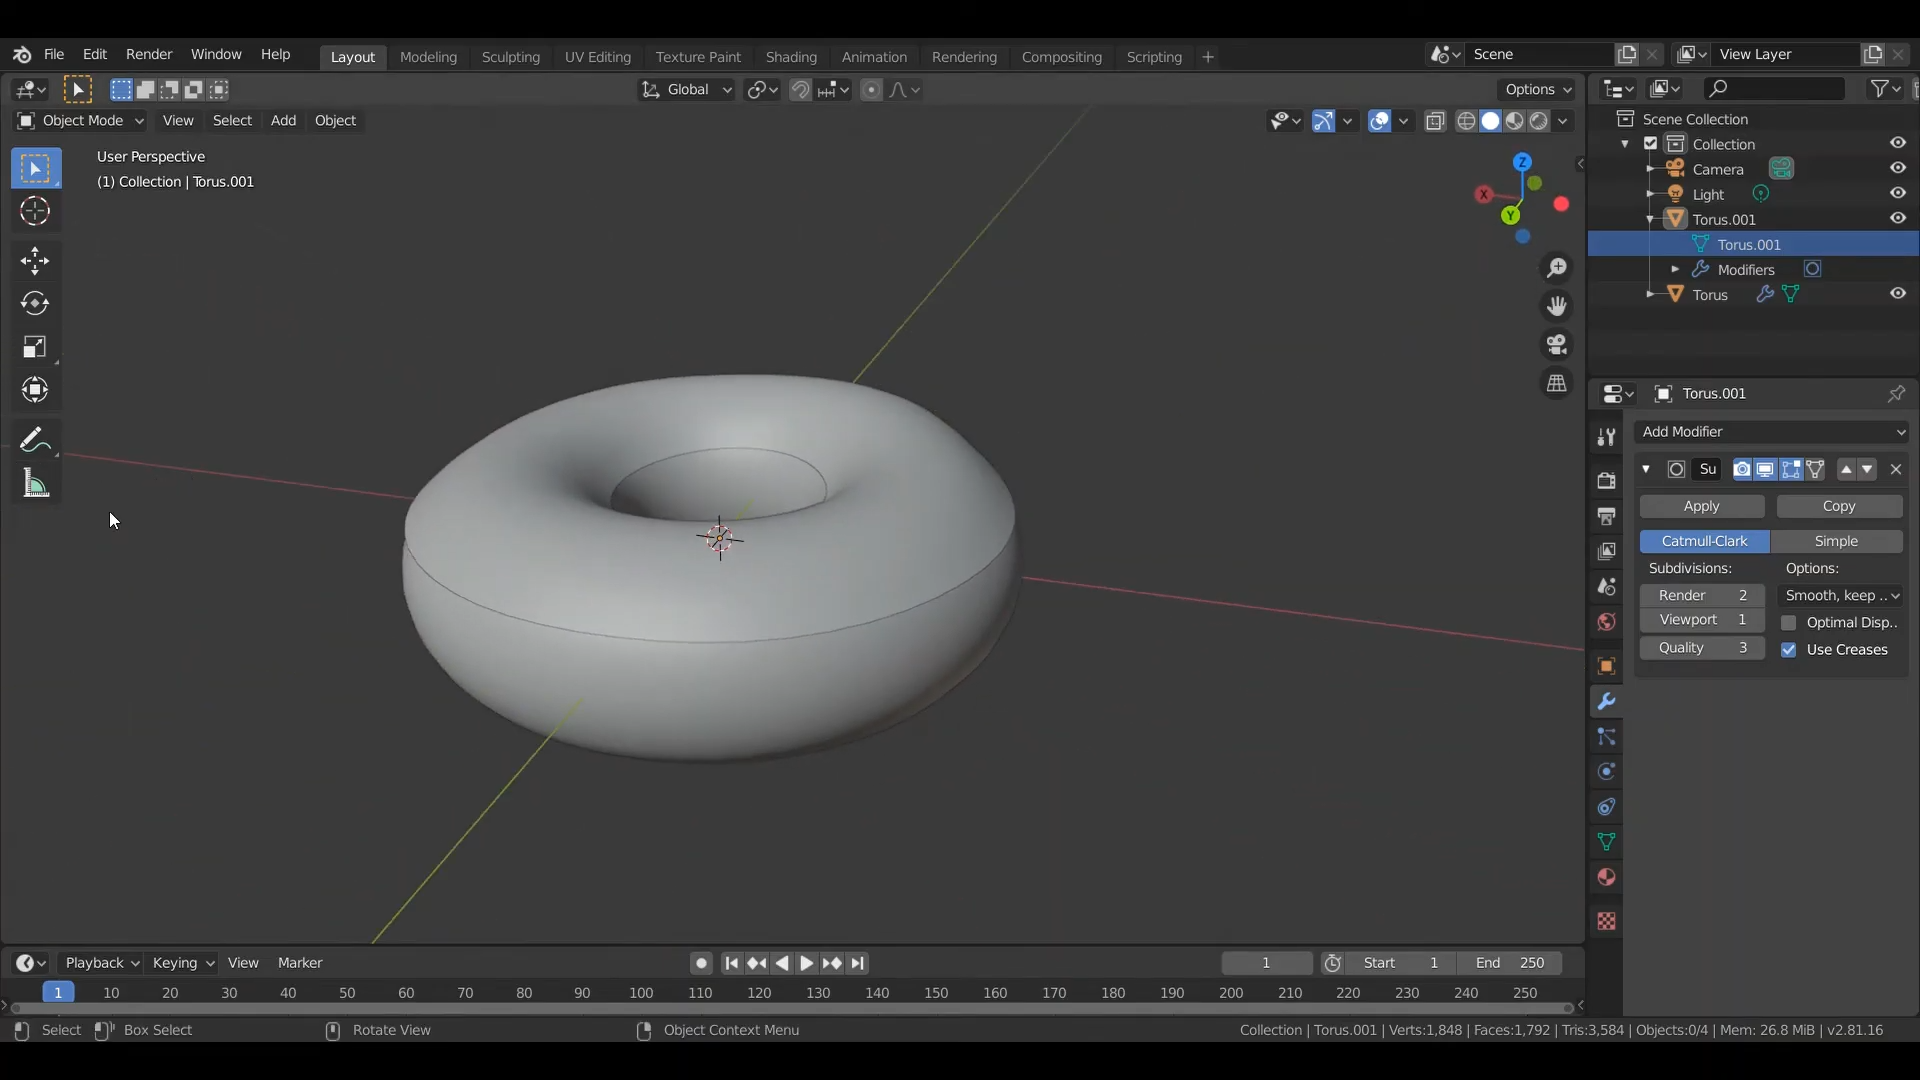 File Edit Render Window Help Layout Modeling Sculpting UV Editing Texture Paint Shading Animation Rendering Compositing Scripting + Scene View Layer
Global Options
Object Mode View Select Add Object
User Perspective
(1) Collection | Torus.001
Z
X
Y
Scene Collection
Collection
Camera
Light
Torus.001
Torus.001
Modifiers
Torus
Torus.001
Add Modifier
Su
Apply Copy
Catmull-Clark Simple
Subdivisions: Options:
Render 2 Smooth, keep ..
Viewport 1 Optimal Disp..
Quality 3 Use Creases
Playback Keying View Marker 1 Start 1 End 250
1 10 20 30 40 50 60 70 80 90 100 110 120 130 140 150 160 170 180 190 200 210 220 230 240 250
Select Box Select Rotate View Object Context Menu Collection | Torus.001 | Verts:1,848 | Faces:1,792 | Tris:3,584 | Objects:0/4 | Mem: 26.8 MiB | v2.81.16